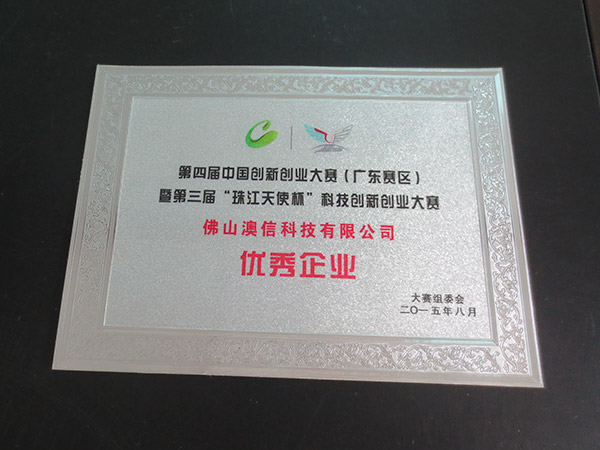 第四届中国创新创业大赛(广东赛区)
暨第三届“珠江天使杯”科技创新创业大赛
佛山澳信科技有限公司
优秀企业
大赛组委会
二〇一五年八月